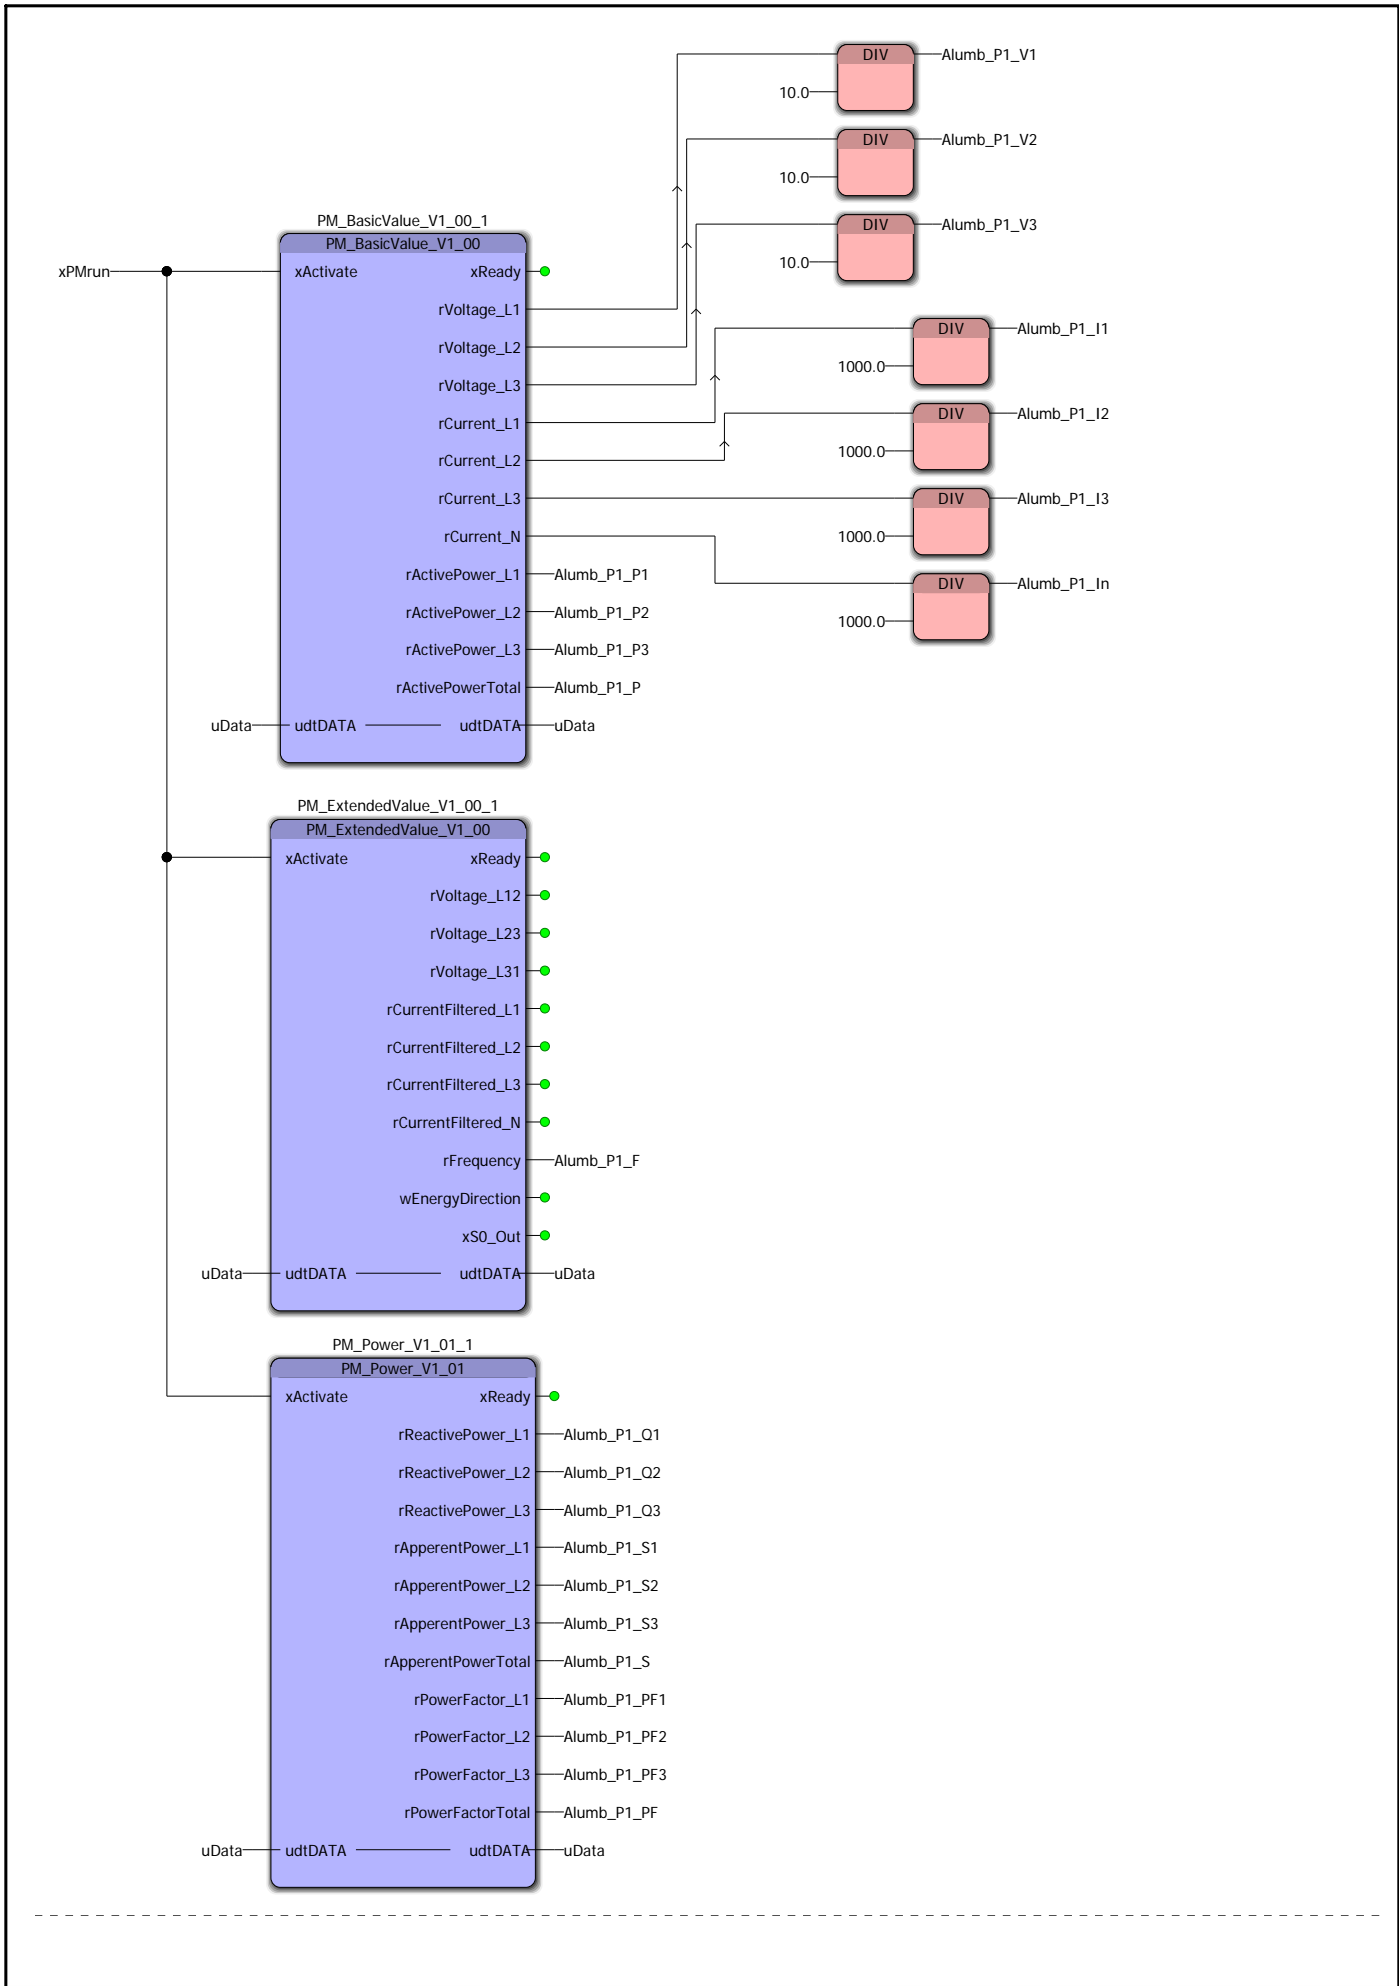 DIV Alumb_P1_V1
10.0
DIV Alumb_P1_V2
10.0
DIV Alumb_P1_V3
10.0
PM_BasicValue_V1_00_1
PM_BasicValue_V1_00
xPMrun xActivate xReady
rVoltage_L1
DIV Alumb_P1_I1
rVoltage_L2
1000.0
rVoltage_L3
DIV Alumb_P1_I2
rCurrent_L1
1000.0
rCurrent_L2
rCurrent_L3 DIV Alumb_P1_I3
rCurrent_N 1000.0
rActivePower_L1 Alumb_P1_P1 DIV Alumb_P1_In
rActivePower_L2 Alumb_P1_P2 1000.0
rActivePower_L3 Alumb_P1_P3
rActivePowerTotal Alumb_P1_P
uData udtDATA udtDATA uData
PM_ExtendedValue_V1_00_1
PM_ExtendedValue_V1_00
xActivate xReady
rVoltage_L12
rVoltage_L23
rVoltage_L31
rCurrentFiltered_L1
rCurrentFiltered_L2
rCurrentFiltered_L3
rCurrentFiltered_N
rFrequency Alumb_P1_F
wEnergyDirection
xS0_Out
uData udtDATA udtDATA uData
PM_Power_V1_01_1
PM_Power_V1_01
xActivate xReady
rReactivePower_L1 Alumb_P1_Q1
rReactivePower_L2 Alumb_P1_Q2
rReactivePower_L3 Alumb_P1_Q3
rApperentPower_L1 Alumb_P1_S1
rApperentPower_L2 Alumb_P1_S2
rApperentPower_L3 Alumb_P1_S3
rApperentPowerTotal Alumb_P1_S
rPowerFactor_L1 Alumb_P1_PF1
rPowerFactor_L2 Alumb_P1_PF2
rPowerFactor_L3 Alumb_P1_PF3
rPowerFactorTotal Alumb_P1_PF
uData udtDATA udtDATA uData